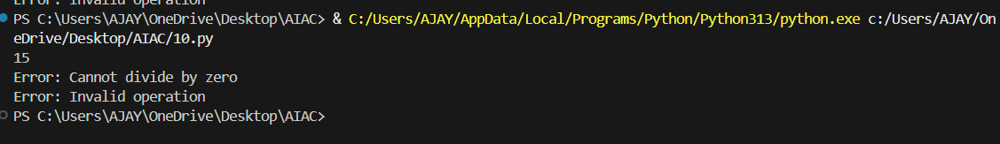 Error: Invalid operation
PS C:\Users\AJAY\OneDrive\Desktop\AIAC> & C:/Users/AJAY/AppData/Local/Programs/Python/Python313/python.exe c:/Users/AJAY/On
eDrive/Desktop/AIAC/10.py
15
Error: Cannot divide by zero
Error: Invalid operation
PS C:\Users\AJAY\OneDrive\Desktop\AIAC>